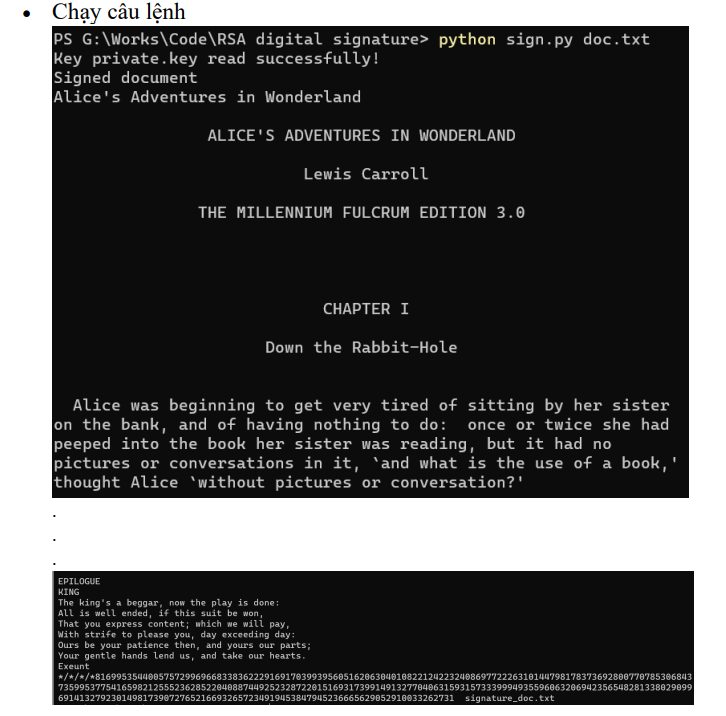 • Chạy câu lệnh
PS G:\Works\Code\RSA digital signature> python sign.py doc.txt
Key private.key read successfully!
Signed document
Alice's Adventures in Wonderland
ALICE'S ADVENTURES IN WONDERLAND
Lewis Carroll
THE MILLENNIUM FULCRUM EDITION 3.0
CHAPTER I
Down the Rabbit-Hole
Alice was beginning to get very tired of sitting by her sister
on the bank, and of having nothing to do:  once or twice she had
peeped into the book her sister was reading, but it had no
pictures or conversations in it, `and what is the use of a book,'
thought Alice `without pictures or conversation?'
.
.
.
EPILOGUE
KING
The king's a beggar, now the play is done:
All is well ended, if this suit be won,
That you express content; which we will pay,
With strife to please you, day exceeding day:
Ours be your patience then, and yours our parts;
Your gentle hands lend us, and take our hearts.
Exeunt
signature_doc.txt